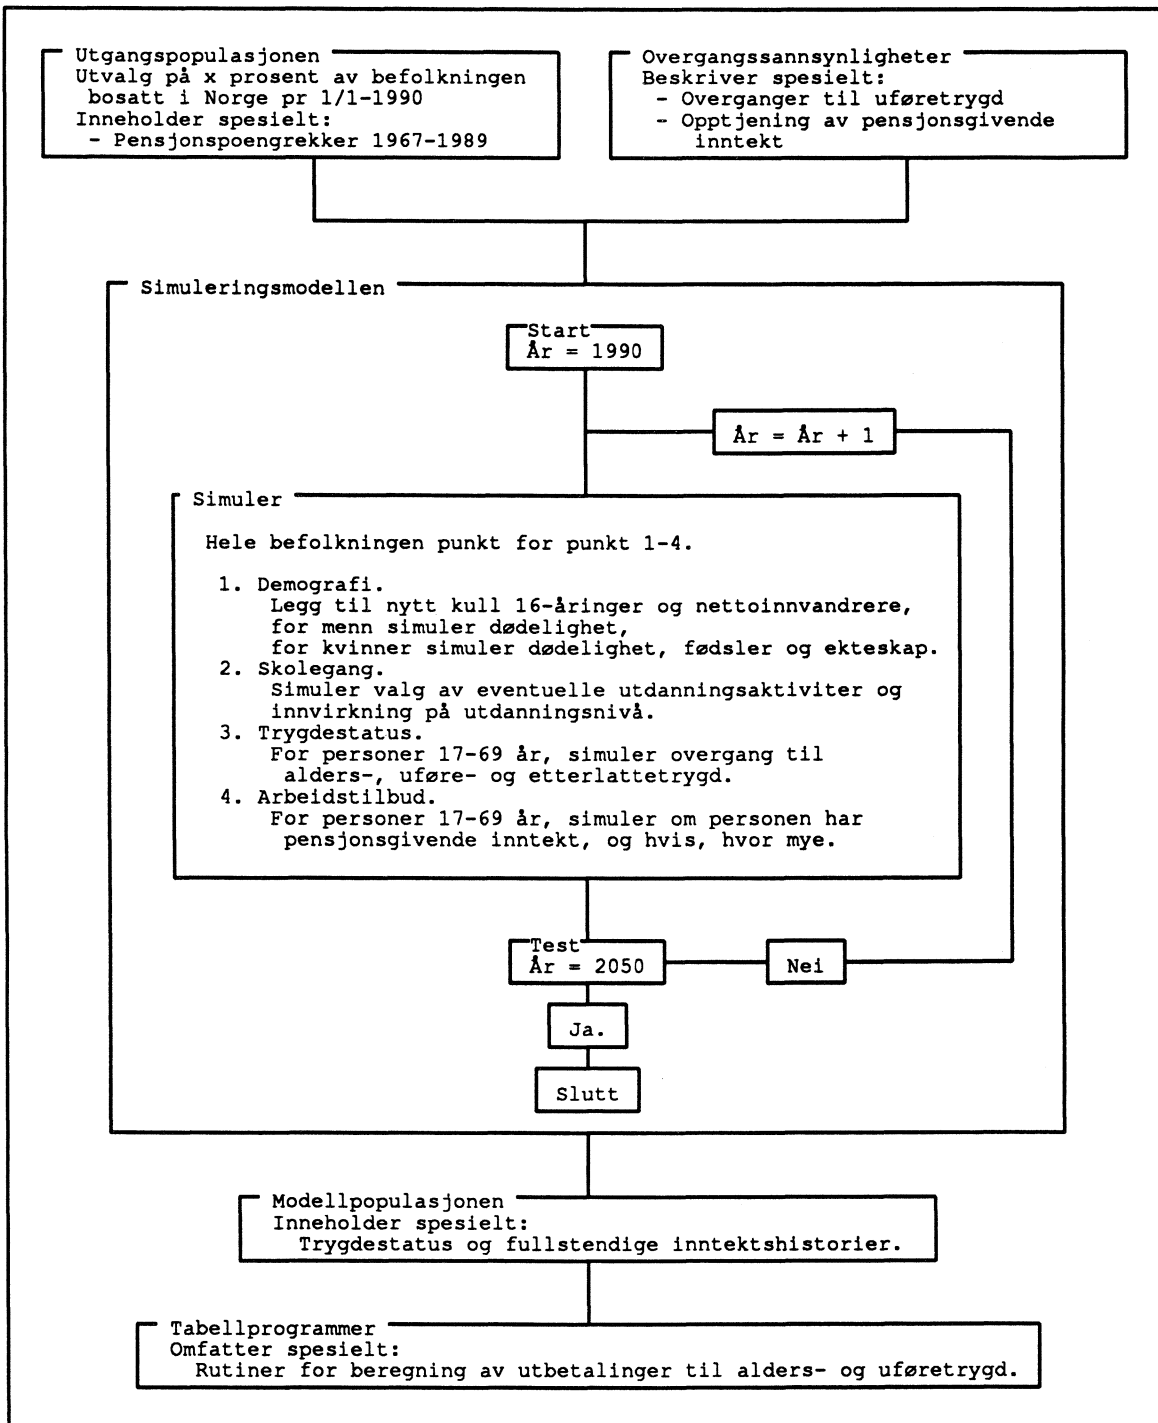 Utgangspopulasjonen
Utvalg på x prosent av befolkningen
bosatt i Norge pr 1/1-1990
Inneholder spesielt:
- Pensjonspoengrekker 1967-1989
Overgangssannsynligheter
Beskriver spesielt:
- Overganger til uføretrygd
- Opptjening av pensjonsgivende
inntekt
Simuleringsmodellen
Start
År = 1990
År = År + 1
Simuler
Hele befolkningen punkt for punkt 1-4.
1. Demografi.
Legg til nytt kull 16-åringer og nettoinnvandrere,
for menn simuler dødelighet,
for kvinner simuler dødelighet, fødsler og ekteskap.
2. Skolegang.
Simuler valg av eventuelle utdanningsaktiviter og
innvirkning på utdanningsnivå.
3. Trygdestatus.
For personer 17-69 år, simuler overgang til
alders-, uføre- og etterlattetrygd.
4. Arbeidstilbud.
For personer 17-69 år, simuler om personen har
pensjonsgivende inntekt, og hvis, hvor mye.
Test
År = 2050
Nei
Ja.
Slutt
Modellpopulasjonen
Inneholder spesielt:
Trygdestatus og fullstendige inntektshistorier.
Tabellprogrammer
Omfatter spesielt:
Rutiner for beregning av utbetalinger til alders- og uføretrygd.